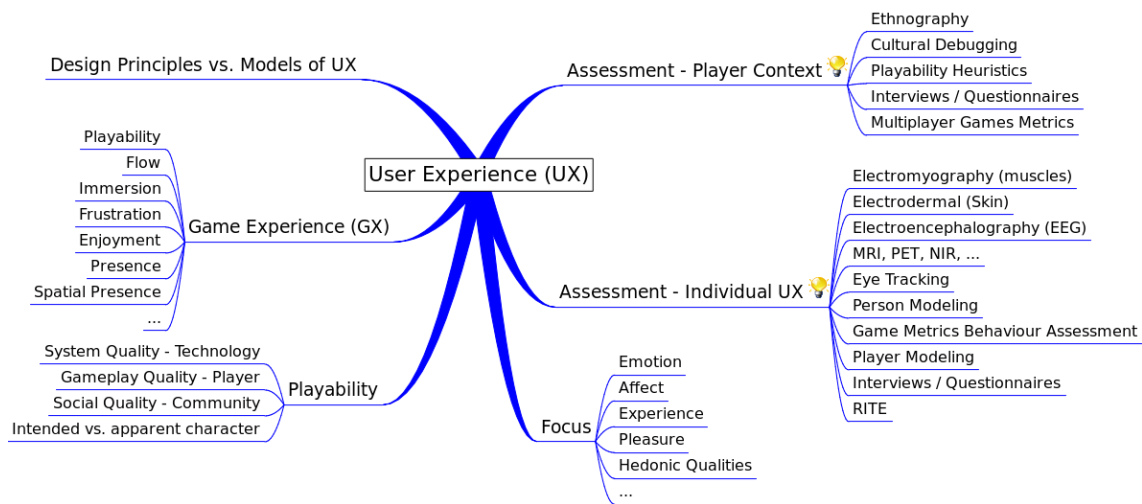 User Experience (UX)
Design Principles vs. Models of UX
Game Experience (GX)
Playability
Flow
Immersion
Frustration
Enjoyment
Presence
Spatial Presence
...
Playability
System Quality - Technology
Gameplay Quality - Player
Social Quality - Community
Intended vs. apparent character
Assessment - Player Context
Ethnography
Cultural Debugging
Playability Heuristics
Interviews / Questionnaires
Multiplayer Games Metrics
Assessment - Individual UX
Electromyography (muscles)
Electrodermal (Skin)
Electroencephalography (EEG)
MRI, PET, NIR, ...
Eye Tracking
Person Modeling
Game Metrics Behaviour Assessment
Player Modeling
Interviews / Questionnaires
RITE
Focus
Emotion
Affect
Experience
Pleasure
Hedonic Qualities
...